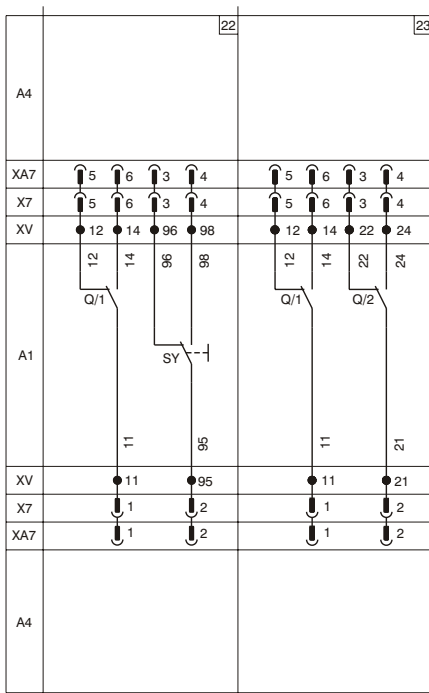 22 23
A4
XA7 5 6 3 4 5 6 3 4
X7 5 6 3 4 5 6 3 4
XV 12 14 96 98 12 14 22 24
12 14 96 98 12 14 22 24
Q/1 Q/1 Q/2
A1 SY
11 95 11 21
XV 11 95 11 21
X7 1 2 1 2
XA7 1 2 1 2
A4